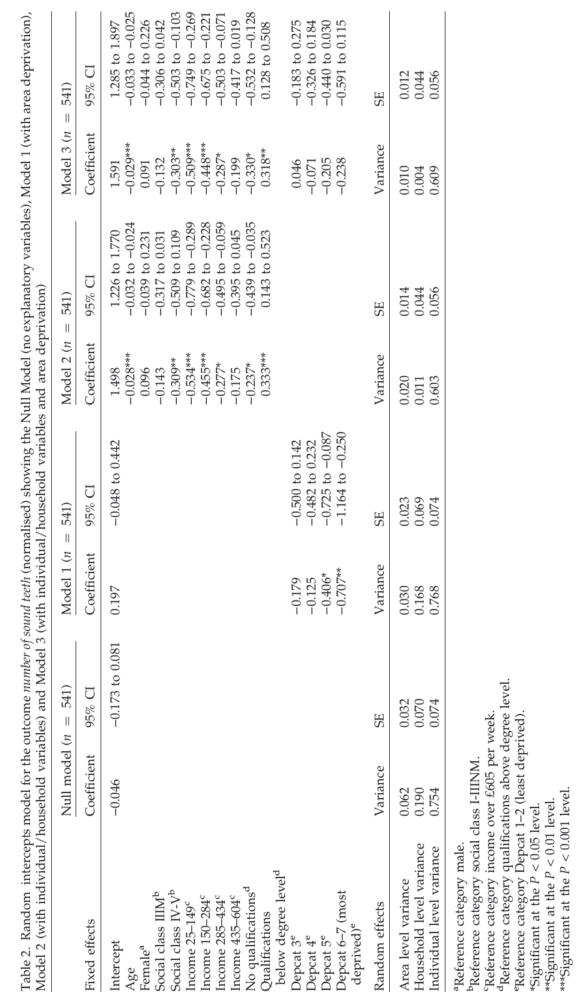 Table 2. Random intercepts model for the outcome number of sound teeth (normalised) showing the Null Model (no explanatory variables), Model 1 (with area deprivation),
Model 2 (with individual/household variables) and Model 3 (with individual/household variables and area deprivation)
Null model (n = 541) Model 1 (n = 541) Model 2 (n = 541) Model 3 (n = 541)
Fixed effects Coefficient 95% CI Coefficient 95% CI Coefficient 95% CI Coefficient 95% CI
Intercept −0.046 −0.173 to 0.081 0.197 −0.048 to 0.442 1.498 1.226 to 1.770 1.591 1.285 to 1.897
Age −0.028*** −0.032 to −0.024 −0.029*** −0.033 to −0.025
Femaleᵃ 0.096 −0.039 to 0.231 0.091 −0.044 to 0.226
Social class IIIMᵇ −0.143 −0.317 to 0.031 −0.132 −0.306 to 0.042
Social class IV-Vᵇ −0.309** −0.509 to 0.109 −0.303** −0.503 to −0.103
Income 25–149ᶜ −0.534*** −0.779 to −0.289 −0.509*** −0.749 to −0.269
Income 150–284ᶜ −0.455*** −0.682 to −0.228 −0.448*** −0.675 to −0.221
Income 285–434ᶜ −0.277* −0.495 to −0.059 −0.287* −0.503 to −0.071
Income 435–604ᶜ −0.175 −0.395 to 0.045 −0.199 −0.417 to 0.019
No qualificationsᵈ −0.237* −0.439 to −0.035 −0.330* −0.532 to −0.128
Qualifications 0.333*** 0.143 to 0.523 0.318** 0.128 to 0.508
below degree levelᵈ
Depcat 3ᵉ −0.179 −0.500 to 0.142 0.046 −0.183 to 0.275
Depcat 4ᵉ −0.125 −0.482 to 0.232 −0.071 −0.326 to 0.184
Depcat 5ᵉ −0.406* −0.725 to −0.087 −0.205 −0.440 to 0.030
Depcat 6–7 (most −0.707** −1.164 to −0.250 −0.238 −0.591 to 0.115
deprived)ᵉ
Random effects Variance SE Variance SE Variance SE Variance SE
Area level variance 0.062 0.032 0.030 0.023 0.020 0.014 0.010 0.012
Household level variance 0.190 0.070 0.168 0.069 0.011 0.044 0.004 0.044
Individual level variance 0.754 0.074 0.768 0.074 0.603 0.056 0.609 0.056
ᵃReference category male.
ᵇReference category social class I-IIINM.
ᶜReference category income over £605 per week.
ᵈReference category qualifications above degree level.
ᵉReference category Depcat 1–2 (least deprived).
*Significant at the P < 0.05 level.
**Significant at the P < 0.01 level.
***Significant at the P < 0.001 level.